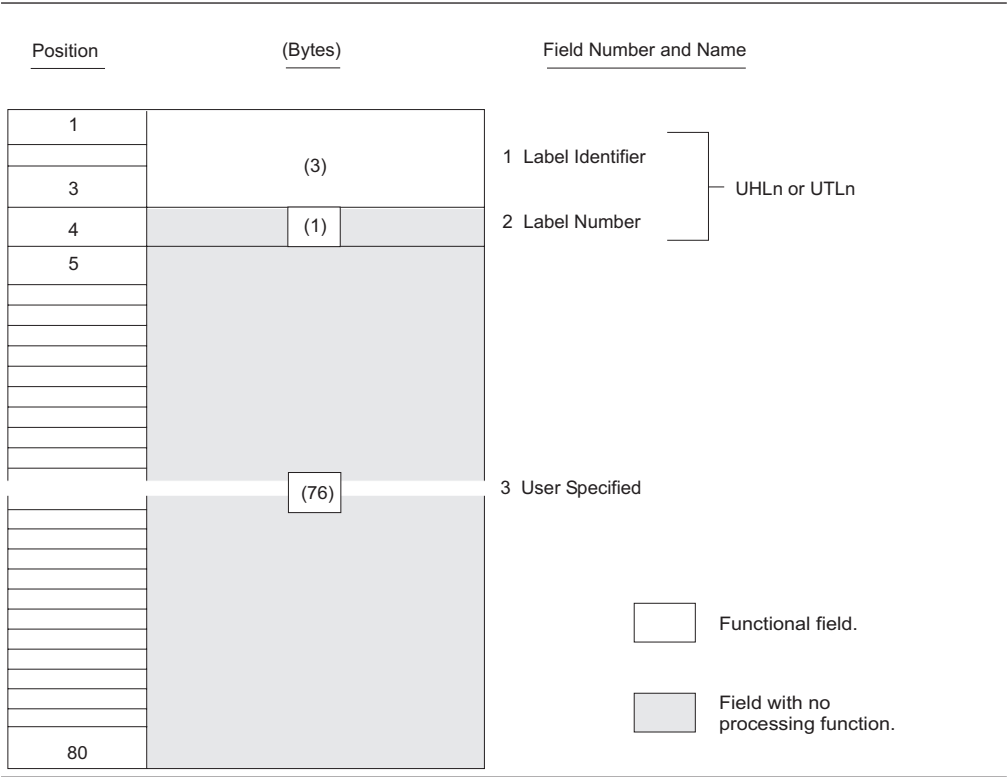 Position (Bytes) Field Number and Name
1
(3)
1 Label Identifier
3
UHLn or UTLn
4
(1)
2 Label Number
5
(76)
3 User Specified
Functional field.
Field with no
processing function.
80